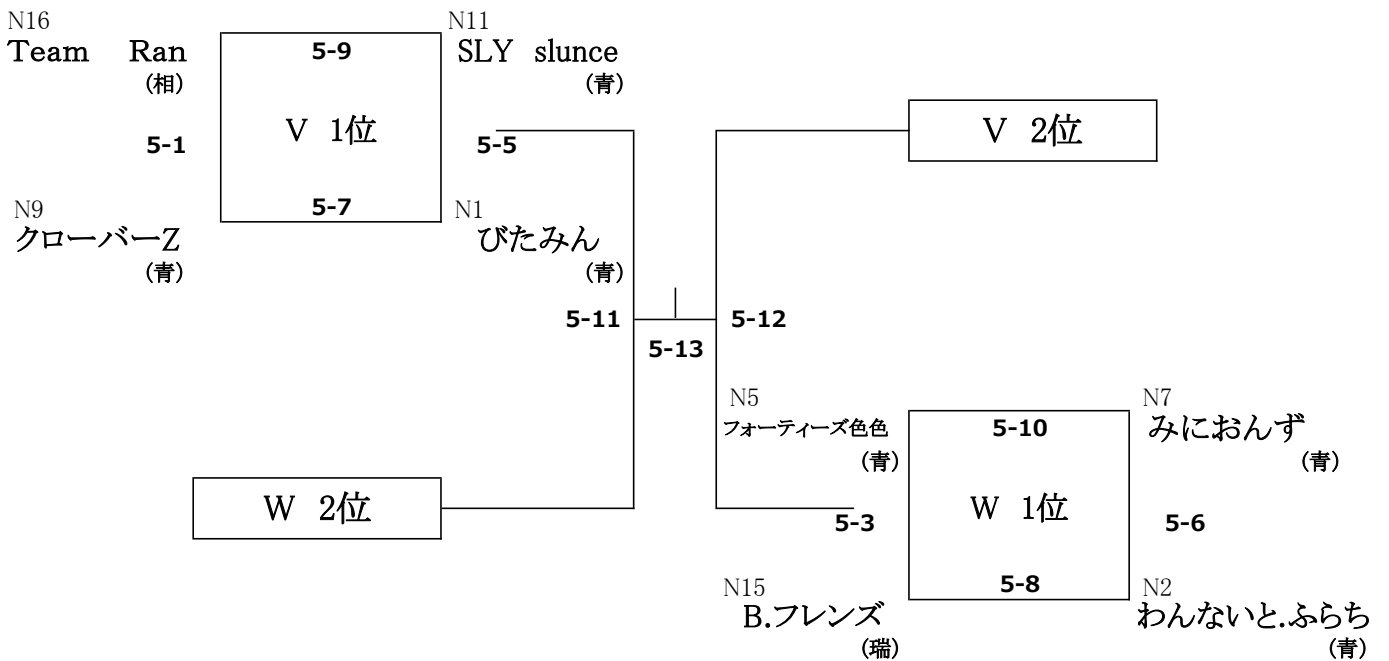 N16
Team Ran
(相)
5-9
N11
SLY slunce
(青)
V 1位
5-1
5-5
V 2位
N9
クローバーZ
(青)
5-7
N1
びたみん
(青)
5-11
5-12
5-13
N5
フォーティーズ色色
(青)
5-10
N7
みにおんず
(青)
W 2位
5-3
W 1位
5-6
N15
B.フレンズ
(瑞)
5-8
N2
わんないと.ふらち
(青)